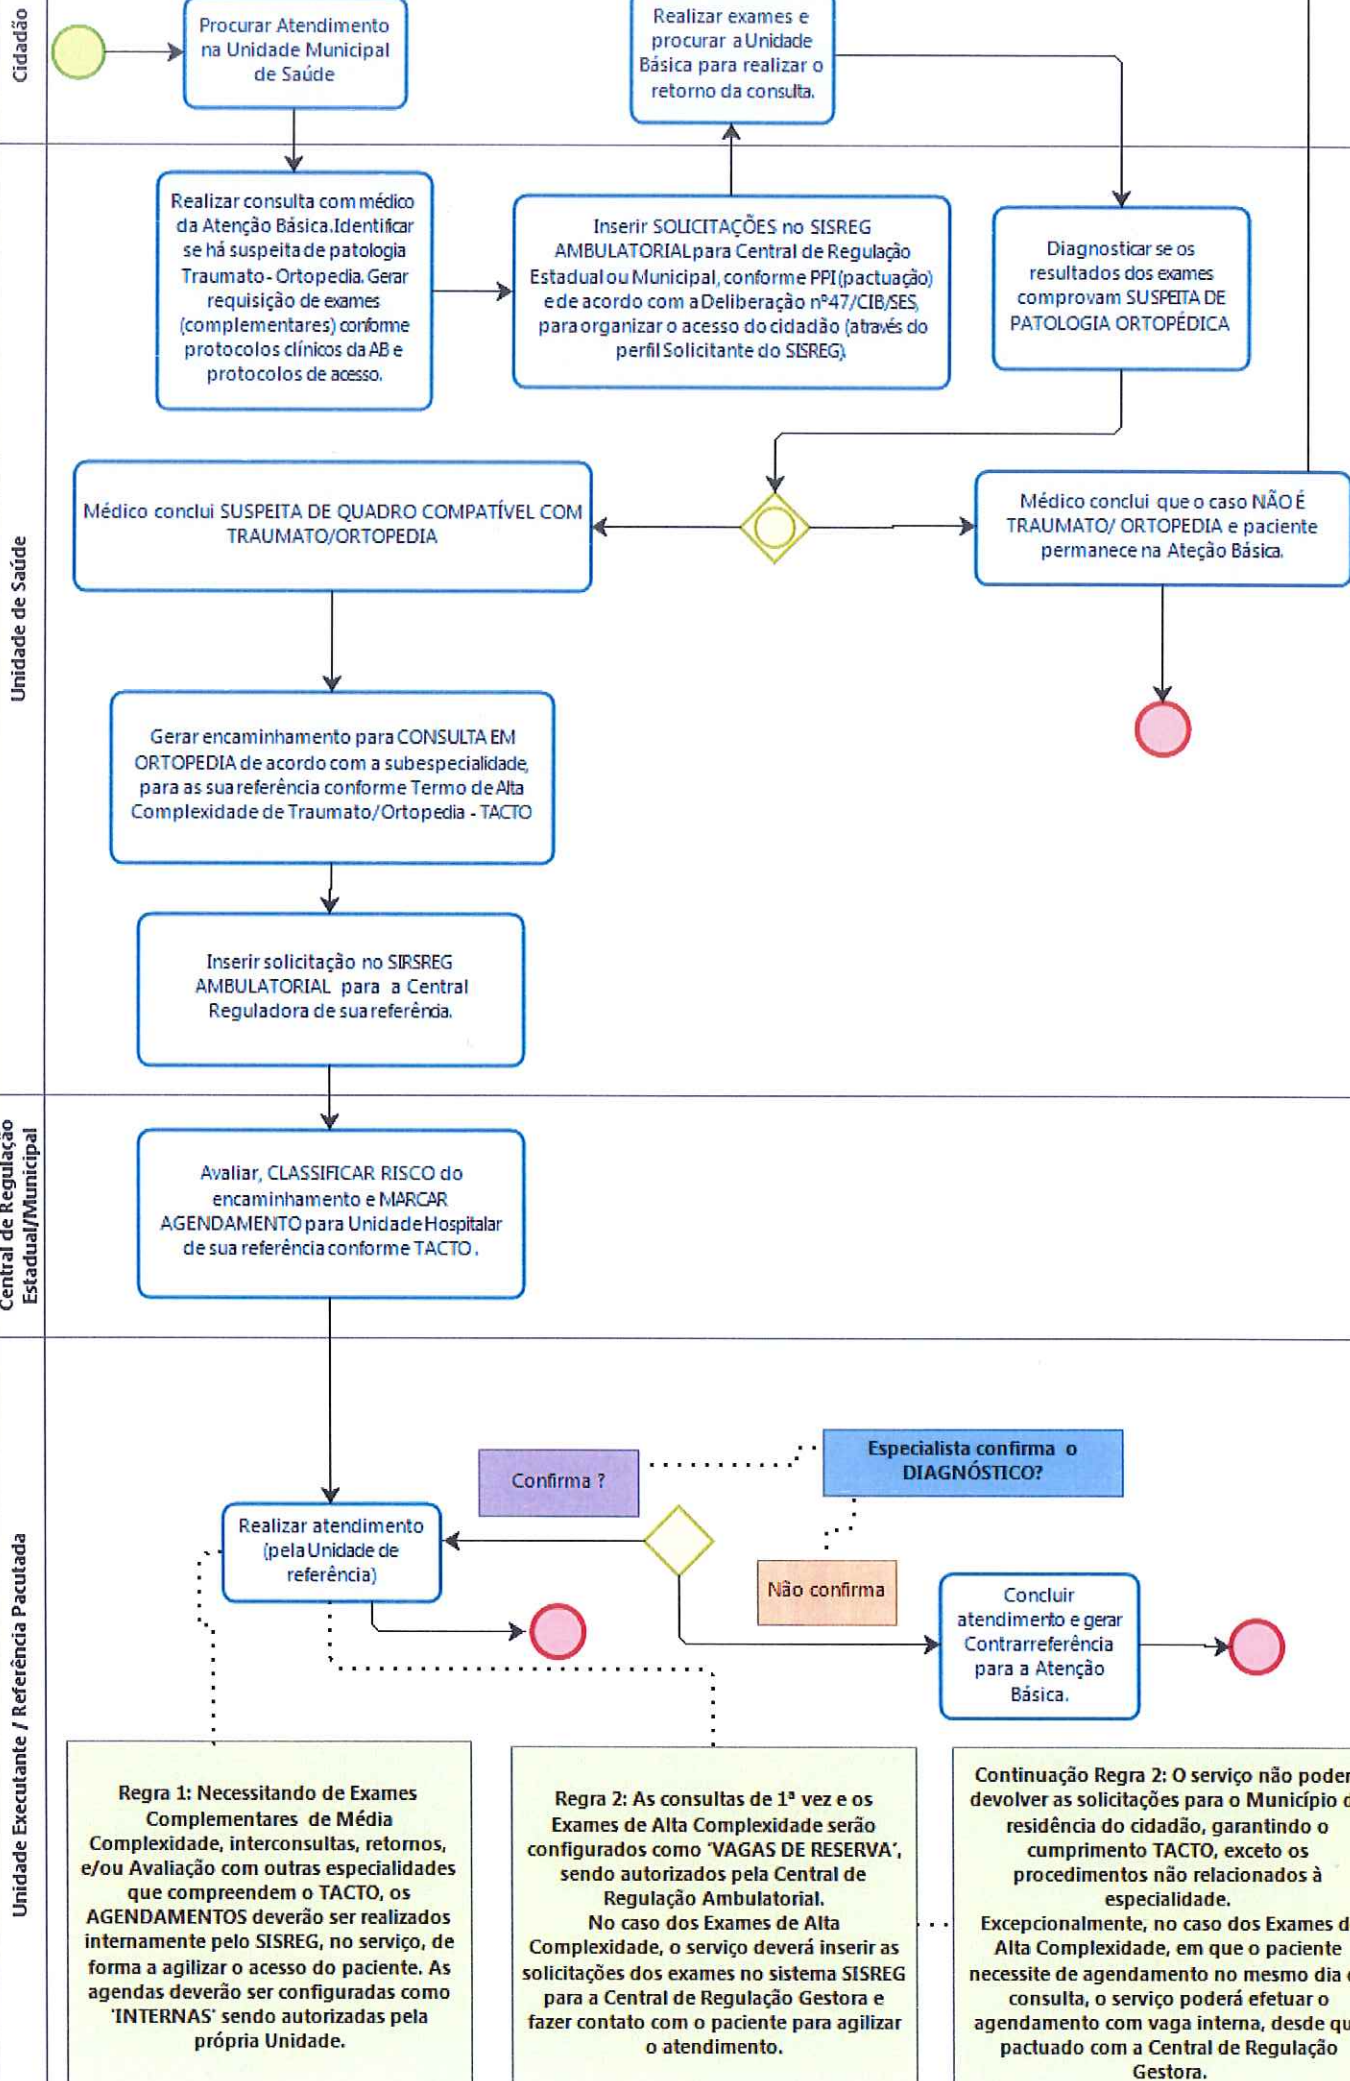 Cidadão
Procurar Atendimento
na Unidade Municipal
de Saúde
Realizar exames e
procurar a Unidade
Básica para realizar o
retorno da consulta.
Unidade de Saúde
Realizar consulta com médico
da Atenção Básica.Identificar
se há suspeita de patologia
Traumato- Ortopedia. Gerar
requisição de exames
(complementares) conforme
protocolos clínicos da AB e
protocolos de acesso.
Inserir SOLICITAÇÕES no SISREG
AMBULATORIAL para Central de Regulação
Estadual ou Municipal, conforme PPI (pactuação)
e de acordo com a Deliberação nº47/CIB/SES,
para organizar o acesso do cidadão (através do
perfil Solicitante do SISREG).
Diagnosticar se os
resultados dos exames
comprovam SUSPEITA DE
PATOLOGIA ORTOPÉDICA
Médico conclui SUSPEITA DE QUADRO COMPATÍVEL COM
TRAUMATO/ORTOPEDIA
Médico conclui que o caso NÃO É
TRAUMATO/ ORTOPEDIA e paciente
permanece na Ateção Básica.
Gerar encaminhamento para CONSULTA EM
ORTOPEDIA de acordo com a subespecialidade,
para as sua referência conforme Termo de Alta
Complexidade de Traumato/Ortopedia - TACTO
Inserir solicitação no SIRSREG
AMBULATORIAL para a Central
Reguladora de sua referência.
Central de Regulação
Estadual/Municipal
Avaliar, CLASSIFICAR RISCO do
encaminhamento e MARCAR
AGENDAMENTO para Unidade Hospitalar
de sua referência conforme TACTO.
Unidade Executante / Referência Pacutada
Confirma ?
Especialista confirma o
DIAGNÓSTICO?
Realizar atendimento
(pela Unidade de
referência)
Não confirma
Concluir
atendimento e gerar
Contrarreferência
para a Atenção
Básica.
Regra 1: Necessitando de Exames
Complementares de Média
Complexidade, interconsultas, retornos,
e/ou Avaliação com outras especialidades
que compreendem o TACTO, os
AGENDAMENTOS deverão ser realizados
internamente pelo SISREG, no serviço, de
forma a agilizar o acesso do paciente. As
agendas deverão ser configuradas como
'INTERNAS' sendo autorizadas pela
própria Unidade.
Regra 2: As consultas de 1ª vez e os
Exames de Alta Complexidade serão
configurados como 'VAGAS DE RESERVA',
sendo autorizados pela Central de
Regulação Ambulatorial.
No caso dos Exames de Alta
Complexidade, o serviço deverá inserir as
solicitações dos exames no sistema SISREG
para a Central de Regulação Gestora e
fazer contato com o paciente para agilizar
o atendimento.
Continuação Regra 2: O serviço não poder
devolver as solicitações para o Município
residência do cidadão, garantindo o
cumprimento TACTO, exceto os
procedimentos não relacionados à
especialidade.
Excepcionalmente, no caso dos Exames
Alta Complexidade, em que o paciente
necessite de agendamento no mesmo dia
consulta, o serviço poderá efetuar o
agendamento com vaga interna, desde
pactuado com a Central de Regulação
Gestora.